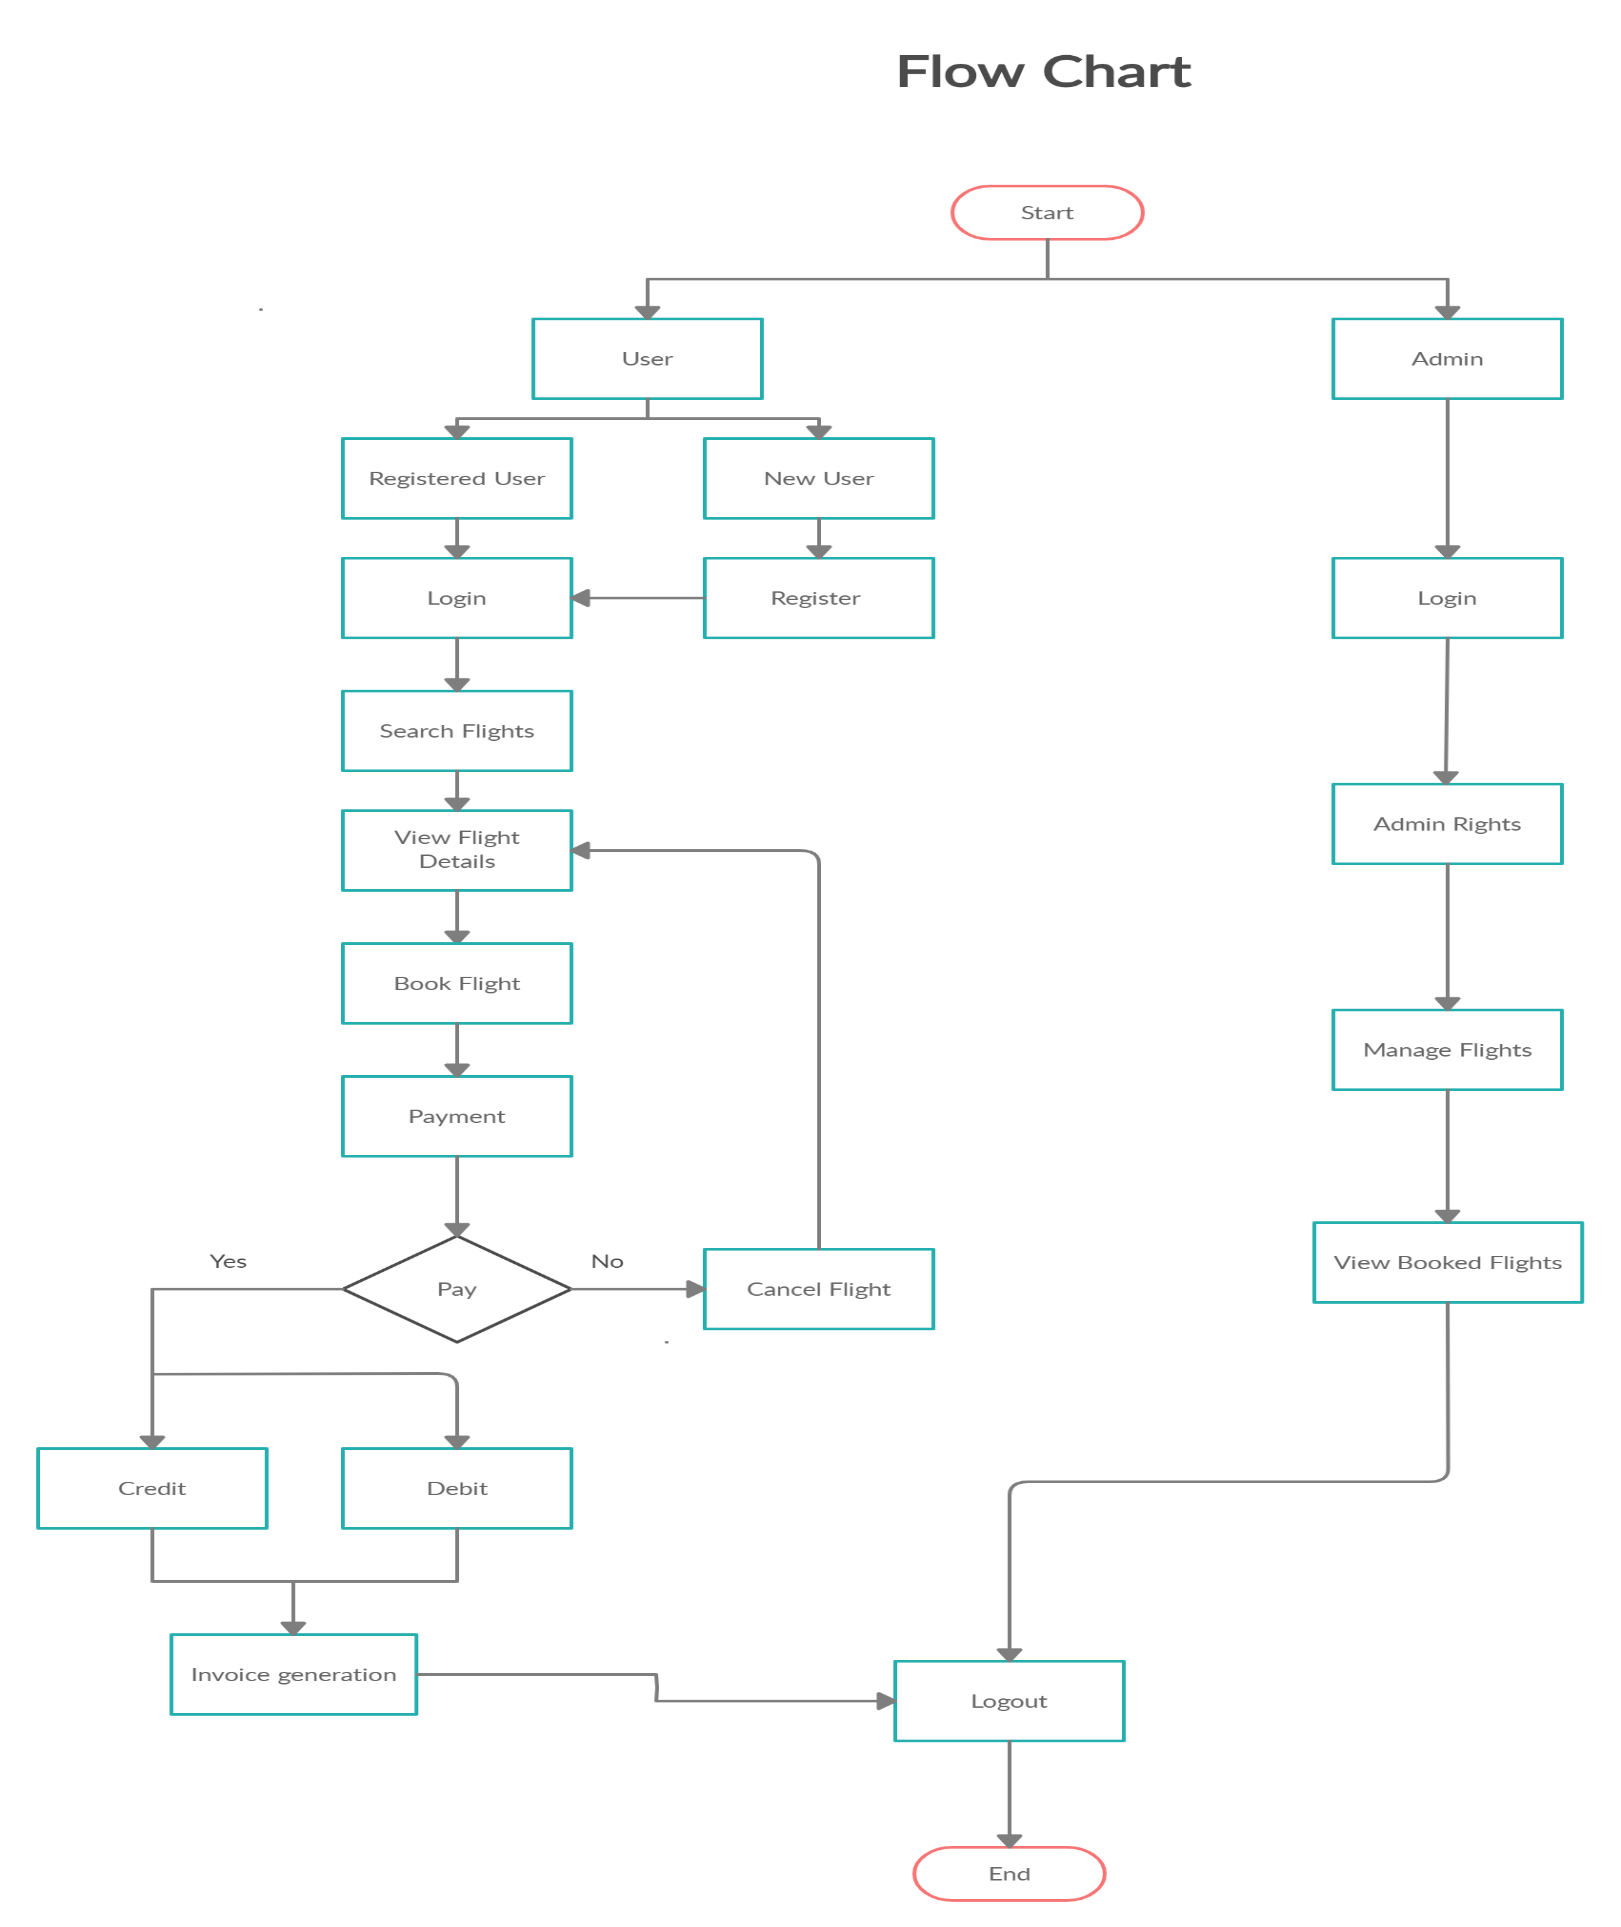 Flow Chart
Start
User
Admin
Registered User
New User
Login
Register
Login
Search Flights
Admin Rights
View Flight
Details
Book Flight
Manage Flights
Payment
Yes
Pay
No
Cancel Flight
View Booked Flights
Credit
Debit
Invoice generation
Logout
End